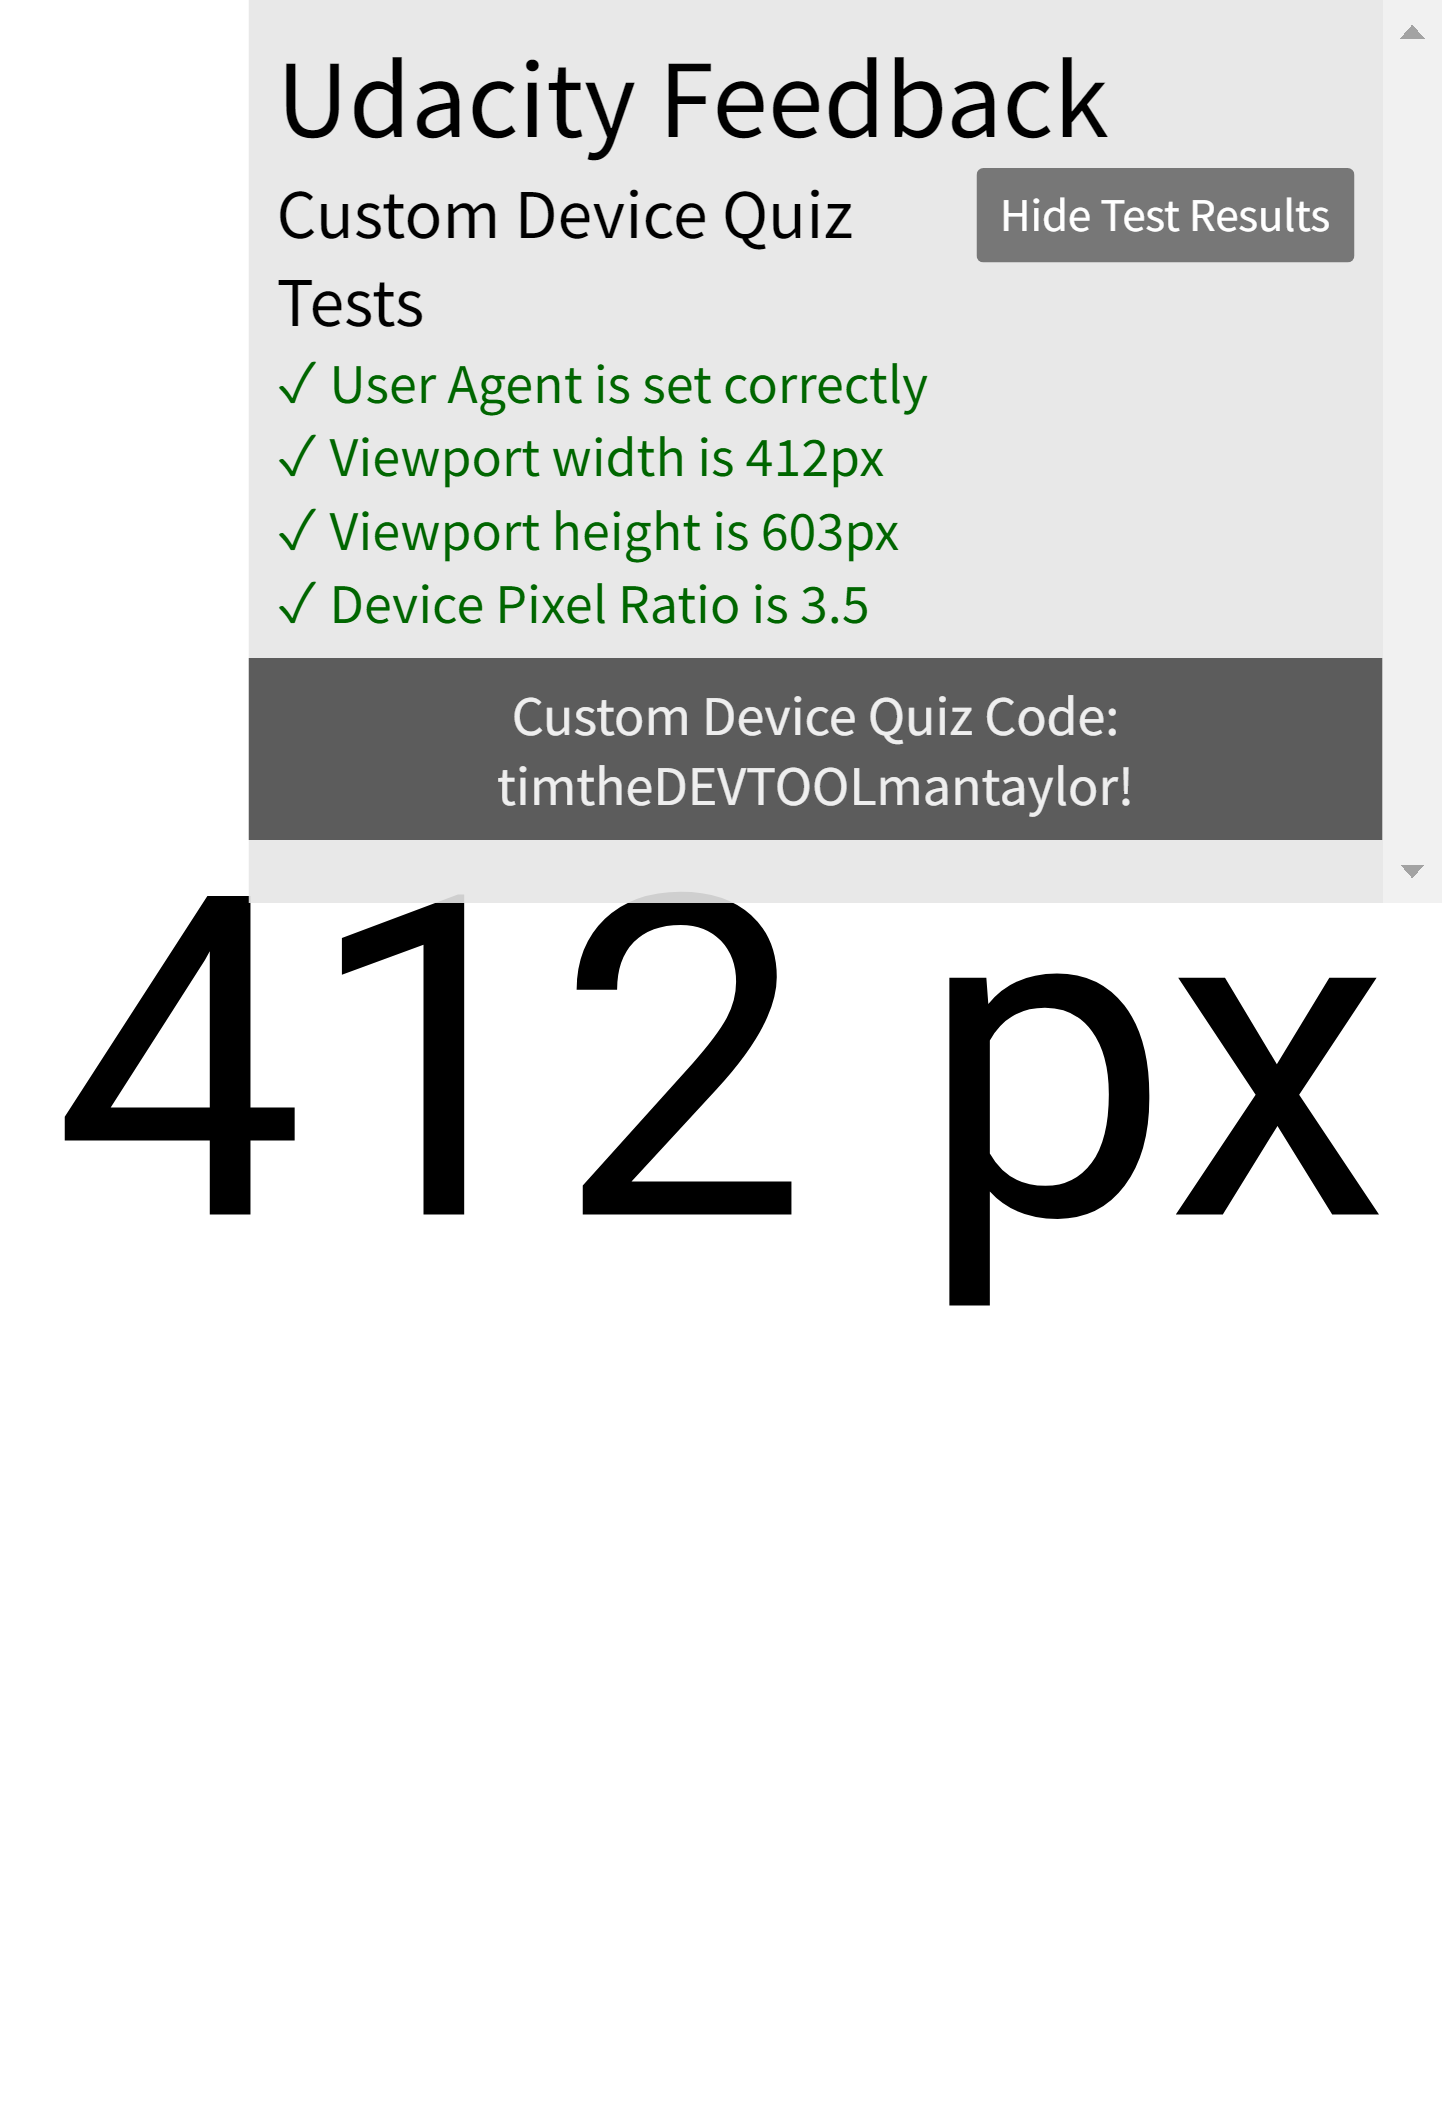 Udacity Feedback
Custom Device Quiz
Hide Test Results
Tests
✓ User Agent is set correctly
✓ Viewport width is 412px
✓ Viewport height is 603px
✓ Device Pixel Ratio is 3.5
Custom Device Quiz Code:
timtheDEVTOOLmantaylor!
412 px